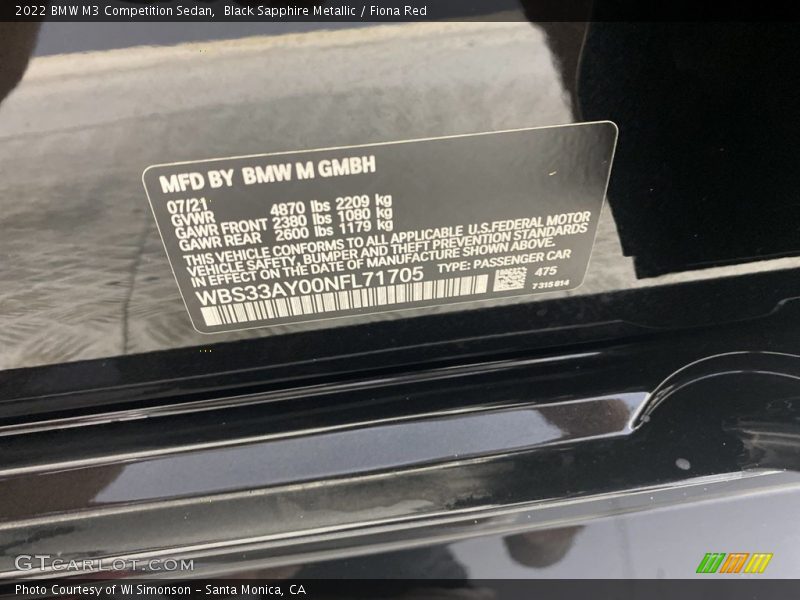 2022 BMW M3 Competition Sedan,  Black Sapphire Metallic / Fiona Red
MFD BY BMW M GMBH
07/21
GVWR 4870 lbs 2209 kg
GAWR FRONT 2380 lbs 1080 kg
GAWR REAR 2600 lbs 1179 kg
THIS VEHICLE CONFORMS TO ALL APPLICABLE U.S.FEDERAL MOTOR
VEHICLE SAFETY, BUMPER AND THEFT PREVENTION STANDARDS
IN EFFECT ON THE DATE OF MANUFACTURE SHOWN ABOVE.
WBS33AY00NFL71705 TYPE: PASSENGER CAR
475
7315814
GTCARLOT.COM
Photo Courtesy of WI Simonson – Santa Monica, CA